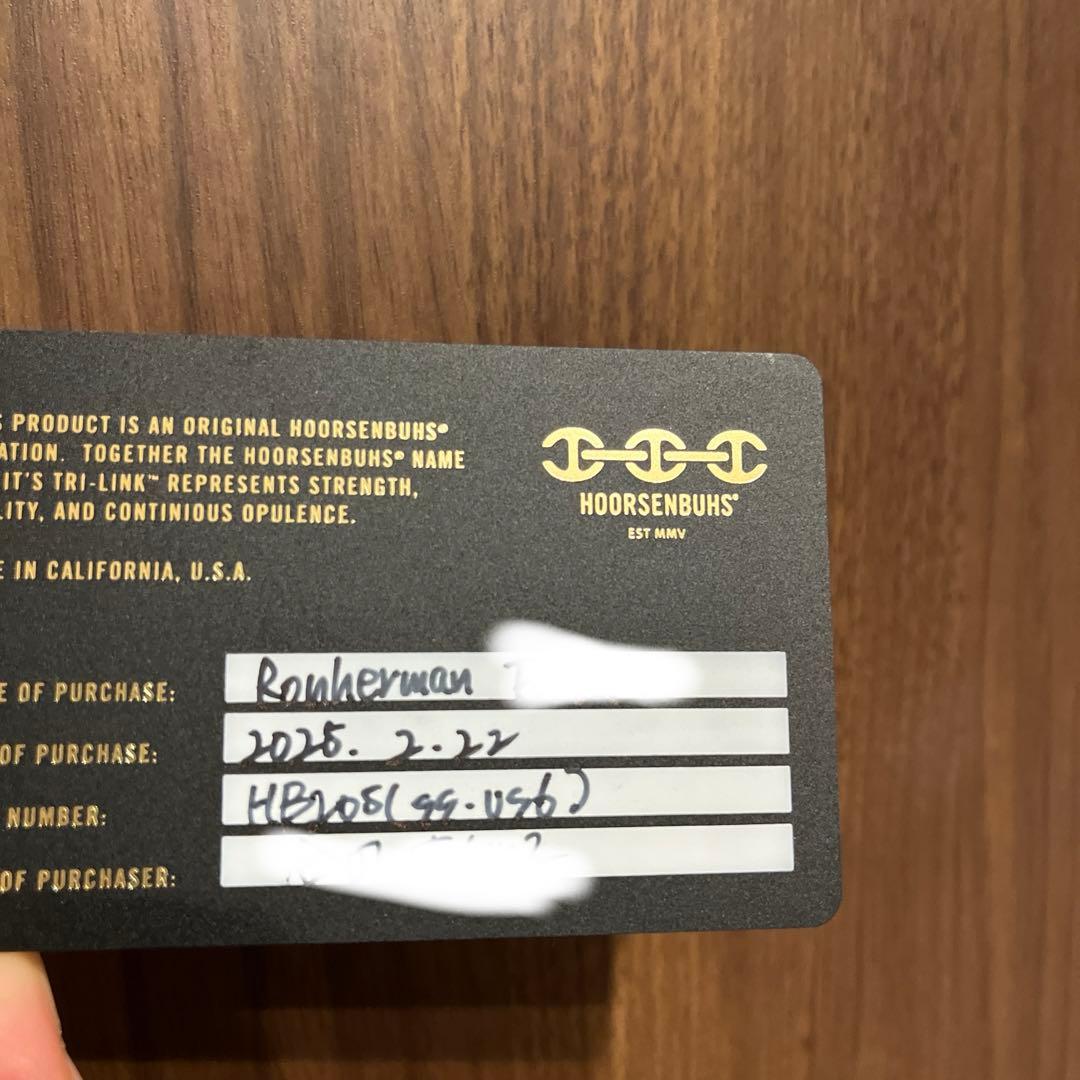 S PRODUCT IS AN ORIGINAL HOORSENBUHS®
ATION. TOGETHER THE HOORSENBUHS® NAME
IT'S TRI-LINK™ REPRESENTS STRENGTH,
LITY, AND CONTINIOUS OPULENCE.
E IN CALIFORNIA, U.S.A.
HOORSENBUHS®
EST MMV
E OF PURCHASE: Ronherman
OF PURCHASE: 2025. 2.22
NUMBER: HB205(SS-US6)
OF PURCHASER: